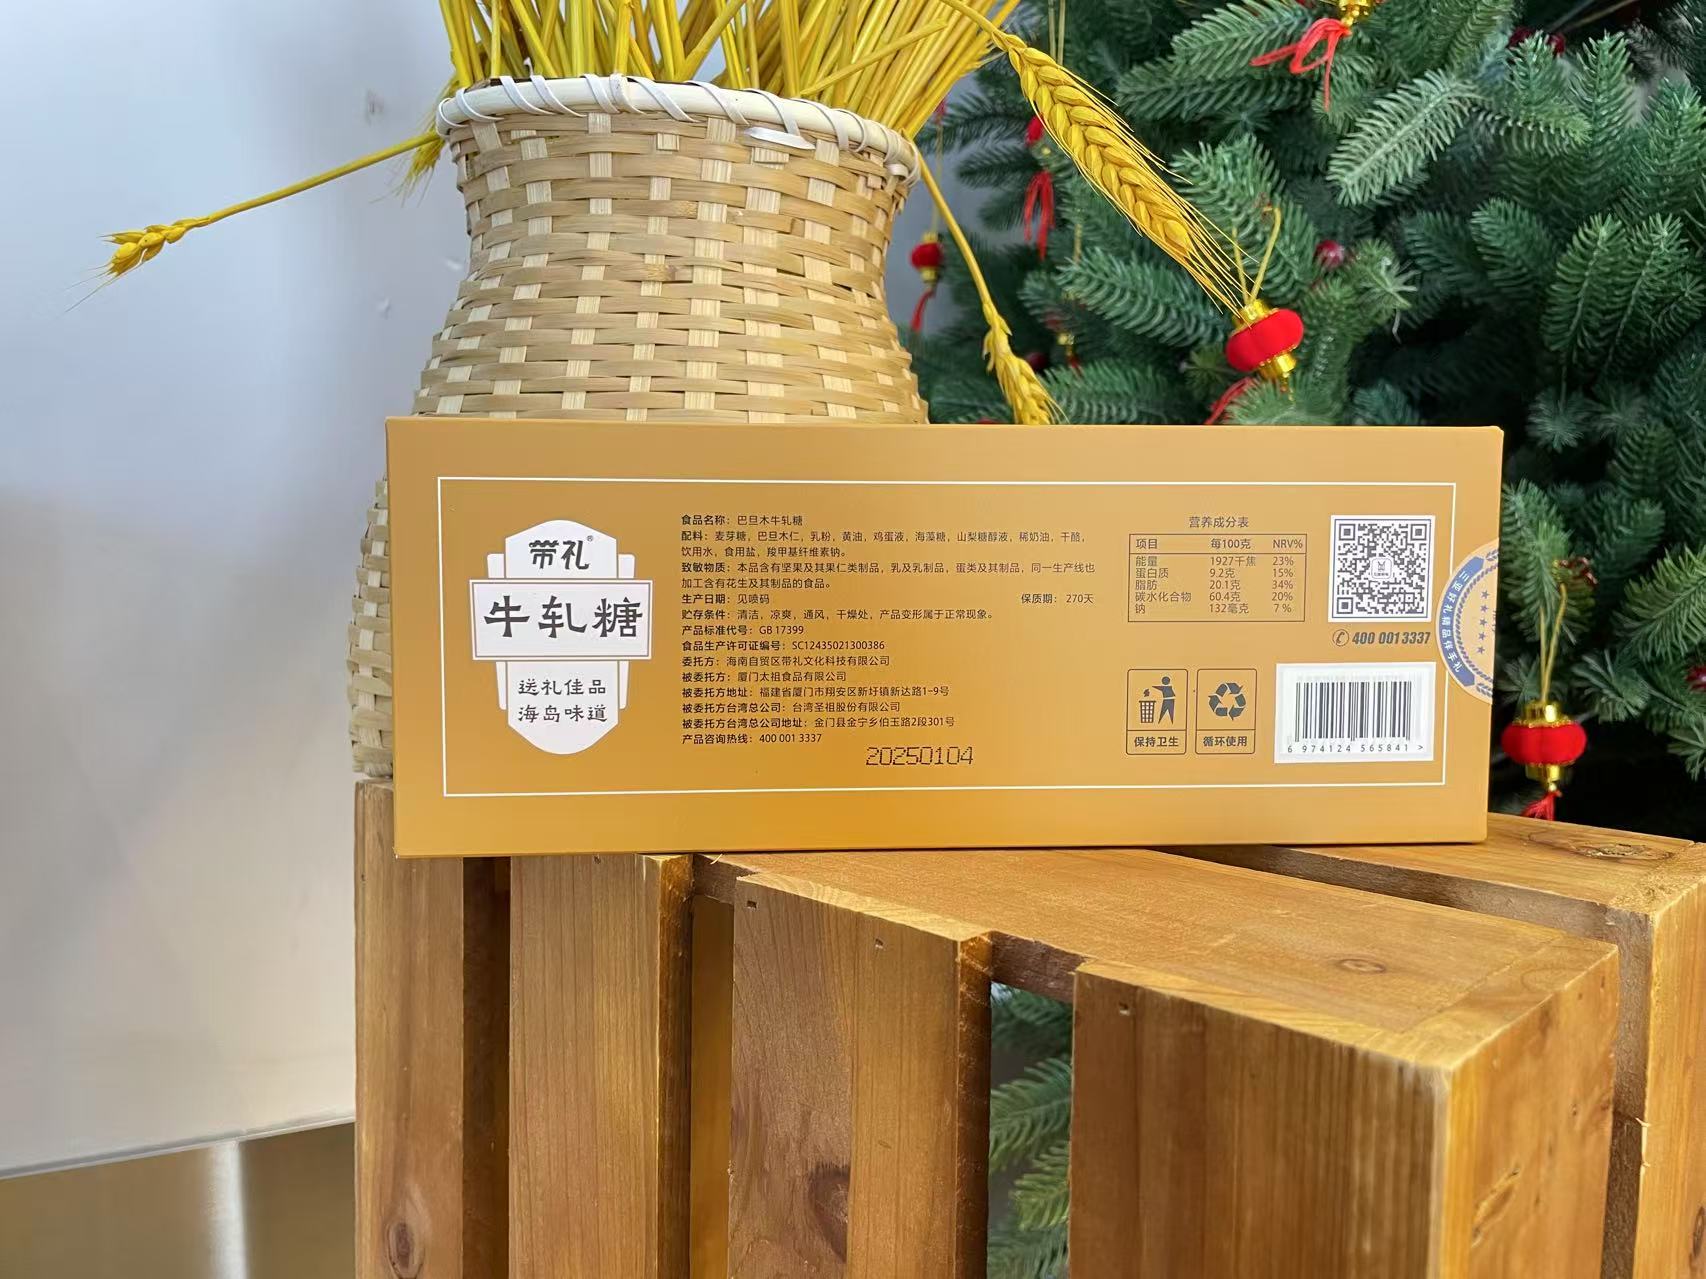 带礼®
牛轧糖
送礼佳品
海岛味道
食品名称：巴旦木牛轧糖
配料：麦芽糖，巴旦木仁，乳粉，黄油，鸡蛋液，海藻糖，山梨糖醇液，稀奶油，干酪，
饮用水，食用盐，羧甲基纤维素钠。
致敏物质：本品含有坚果及其果仁类制品，乳及乳制品，蛋类及其制品，同一生产线也
加工含有花生及其制品的食品。
生产日期：见喷码 保质期：270天
贮存条件：清洁，凉爽，通风，干燥处，产品变形属于正常现象。
产品标准代号：GB 17399
食品生产许可证编号：SC12435021300386
委托方：海南自贸区带礼文化科技有限公司
被委托方：厦门太祖食品有限公司
被委托方地址：福建省厦门市翔安区新圩镇新达路1-9号
被委托方台湾总公司：台湾圣祖股份有限公司
被委托方台湾总公司地址：金门县金宁乡伯玉路2段301号
产品咨询热线：400 001 3337
20250104
营养成分表
项目 每100克 NRV%
能量 1927千焦 23%
蛋白质 9.2克 15%
脂肪 20.1克 34%
碳水化合物 60.4克 20%
钠 132毫克 7%
400 001 3337
保持卫生
循环使用
6 974124 565841 >